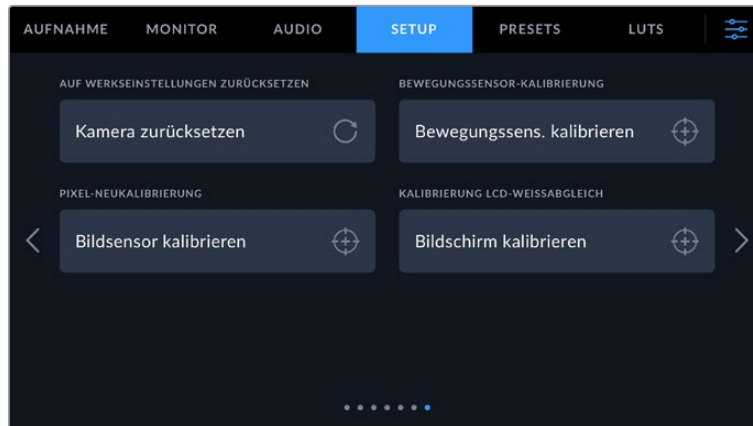 AUFNAHME MONITOR AUDIO SETUP PRESETS LUTS
AUF WERKSEINSTELLUNGEN ZURÜCKSETZEN BEWEGUNGSSENSOR-KALIBRIERUNG
Kamera zurücksetzen Bewegungssens. kalibrieren
PIXEL-NEUKALIBRIERUNG KALIBRIERUNG LCD-WEISSABGLEICH
Bildsensor kalibrieren Bildschirm kalibrieren